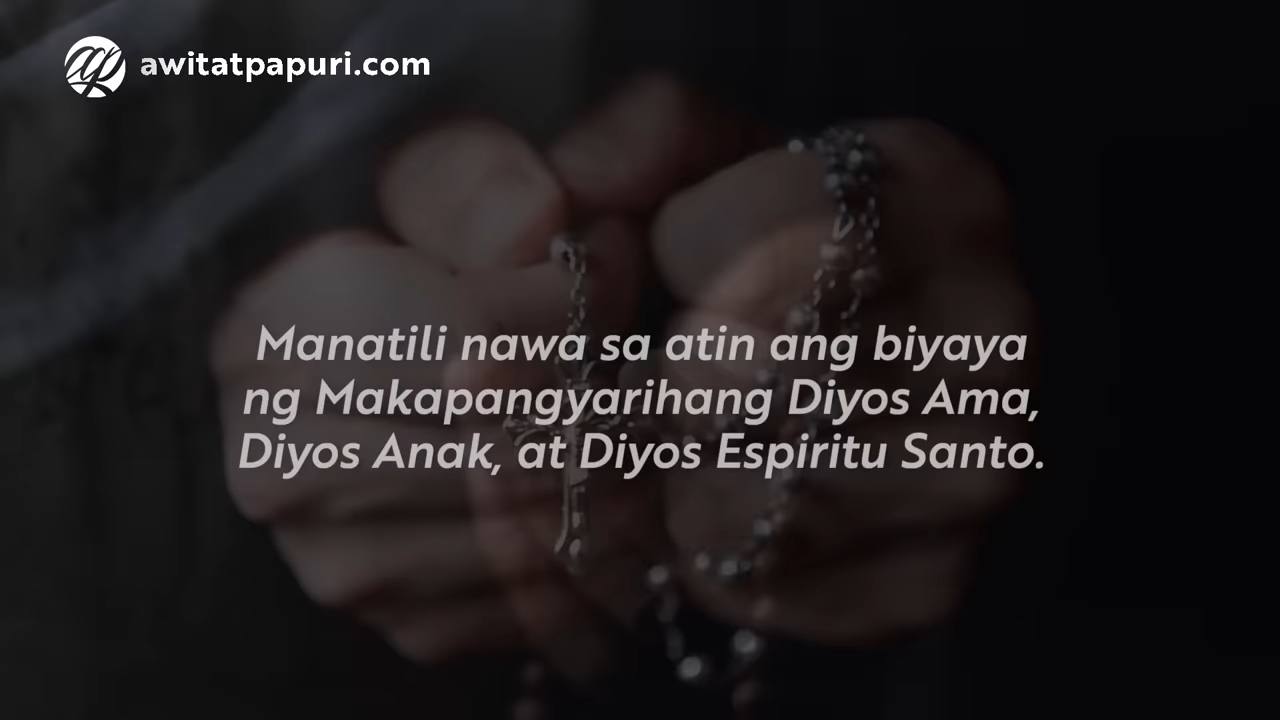 awitatpapuri.com
Manatili nawa sa atin ang biyaya
ng Makapangyarihang Diyos Ama,
Diyos Anak, at Diyos Espiritu Santo.